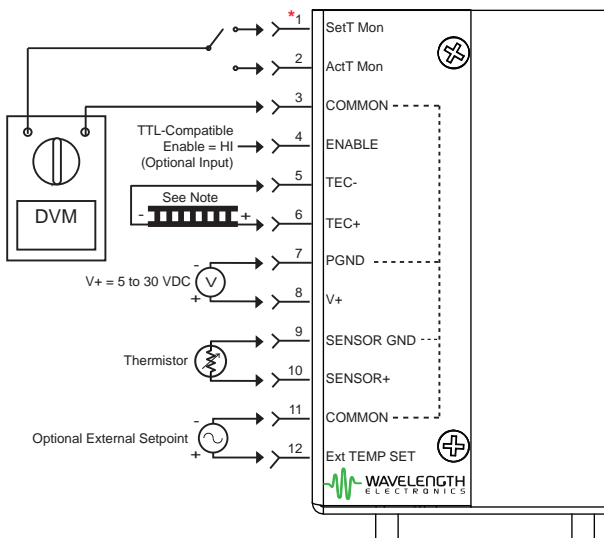 *1 SetT Mon
2 ActT Mon
3 COMMON
TTL-Compatible
Enable = HI
(Optional Input)
4 ENABLE
5 TEC-
See Note
- +
6 TEC+
DVM
7 PGND
-
V+ = 5 to 30 VDC
V
+
8 V+
9 SENSOR GND
Thermistor
10 SENSOR+
11 COMMON
-
Optional External Setpoint
+
12 Ext TEMP SET
WAVELENGTH
ELECTRONICS